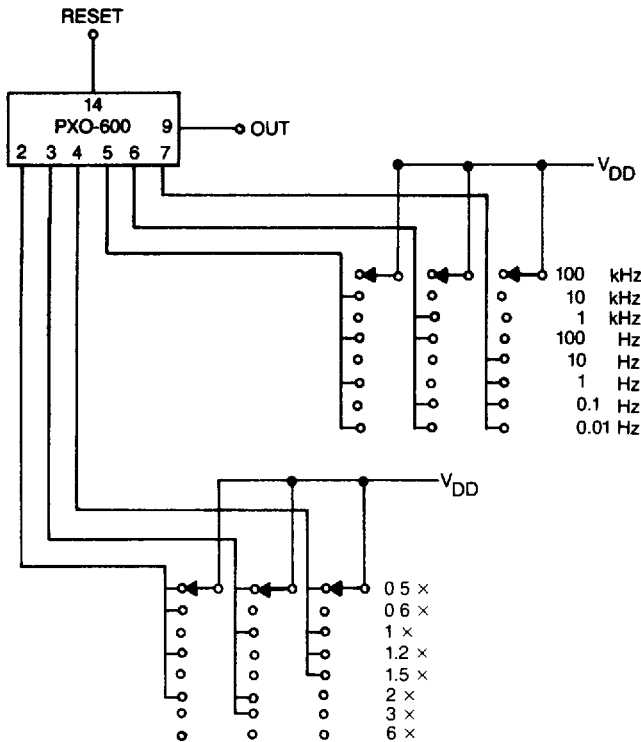 RESET
14
PXO-600
9
OUT
2 3 4 5 6 7
VDD
100 kHz
10 kHz
1 kHz
100 Hz
10 Hz
1 Hz
0.1 Hz
0.01 Hz
VDD
0 5 ×
0 6 ×
1 ×
1.2 ×
1.5 ×
2 ×
3 ×
6 ×